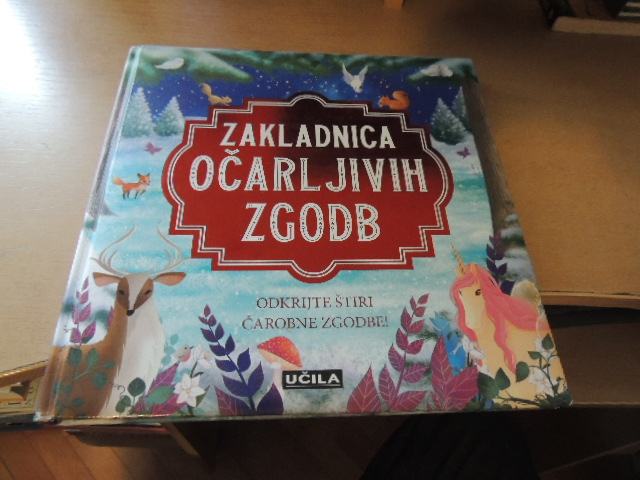 ZAKLADNICA
OČARLJIVIH
ZGODB
ODKRIJTE ŠTIRI
ČAROBNE ZGODBE!
UČILA